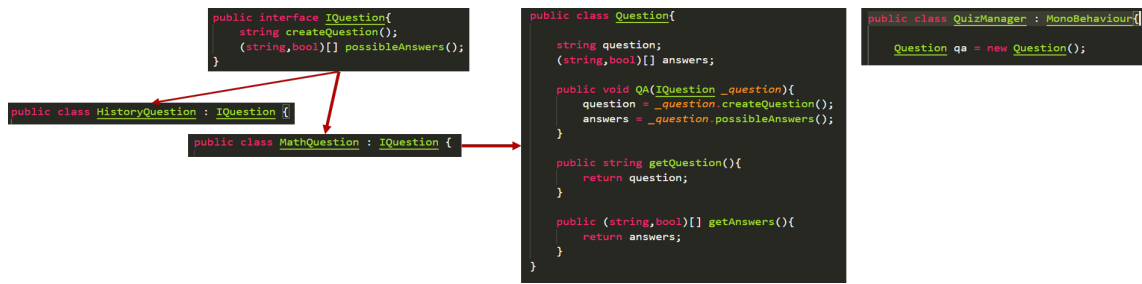 public interface IQuestion{
    string createQuestion();
    (string,bool)[] possibleAnswers();
}
public class HistoryQuestion : IQuestion {
public class MathQuestion : IQuestion {
public class Question{
    string question;
    (string,bool)[] answers;
    public void QA(IQuestion _question){
        question = _question.createQuestion();
        answers = _question.possibleAnswers();
    }
    public string getQuestion(){
        return question;
    }
    public (string,bool)[] getAnswers(){
        return answers;
    }
}
public class QuizManager : MonoBehaviour{
    Question qa = new Question();